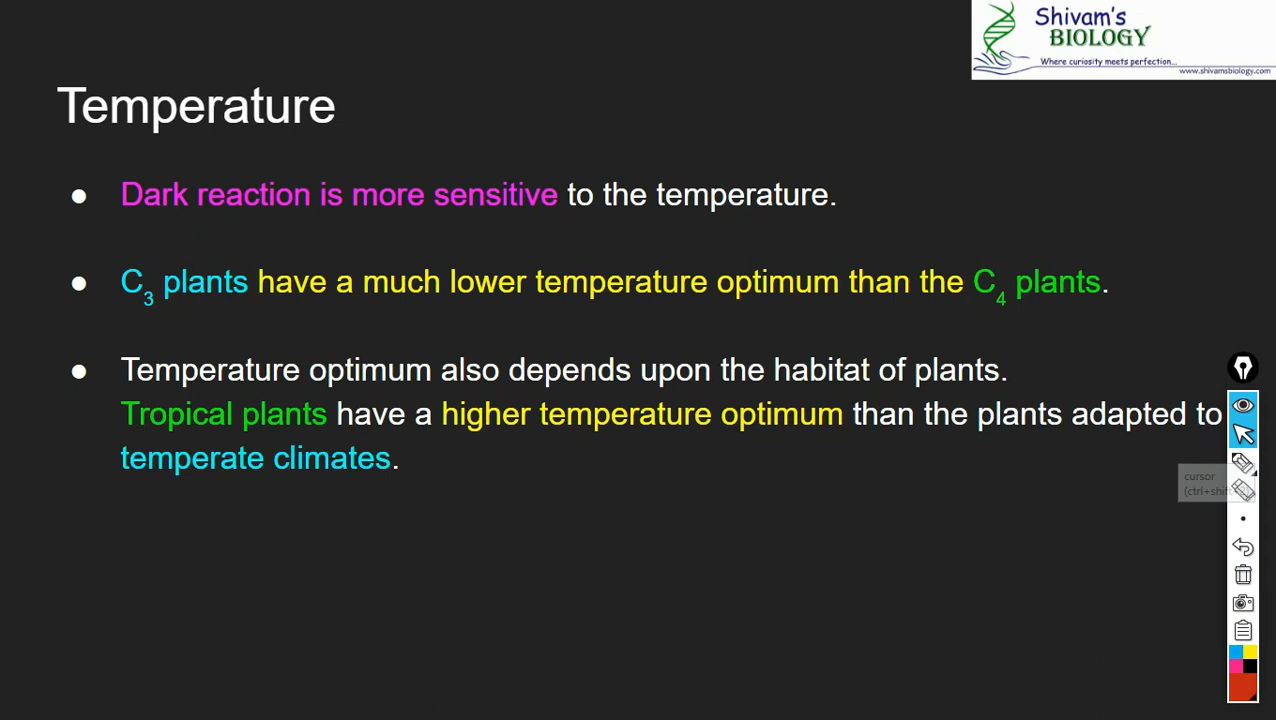 Shivam's
BIOLOGY
Where curiosity meets perfection...
www.shivamsbiology.com
Temperature
● Dark reaction is more sensitive to the temperature.
● C₃ plants have a much lower temperature optimum than the C₄ plants.
● Temperature optimum also depends upon the habitat of plants.
Tropical plants have a higher temperature optimum than the plants adapted to
temperate climates.
cursor
(ctrl+shift